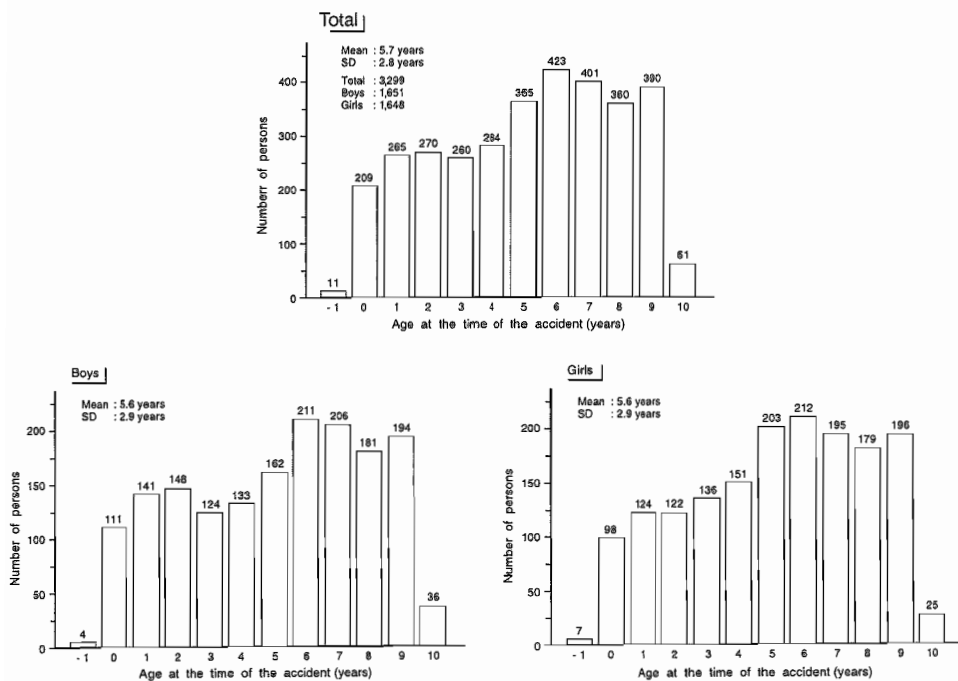 Total
Mean : 5.7 years
SD : 2.8 years
Total : 3,299
Boys : 1,651
Girls : 1,648
Numberr of persons
400
300
200
100
0
11 209 265 270 260 284 365 423 401 360 390 61
- 1 0 1 2 3 4 5 6 7 8 9 10
Age at the time of the accident (years)
Boys
Mean : 5.6 years
SD : 2.9 years
Number of persons
200
150
100
50
0
4 111 141 148 124 133 162 211 206 181 194 36
- 1 0 1 2 3 4 5 6 7 8 9 10
Age at the time of the accident (years)
Girls
Mean : 5.6 years
SD : 2.9 years
Number of persons
200
150
100
50
0
7 98 124 122 136 151 203 212 195 179 196 25
- 1 0 1 2 3 4 5 6 7 8 9 10
Age at the time of the accident (years)